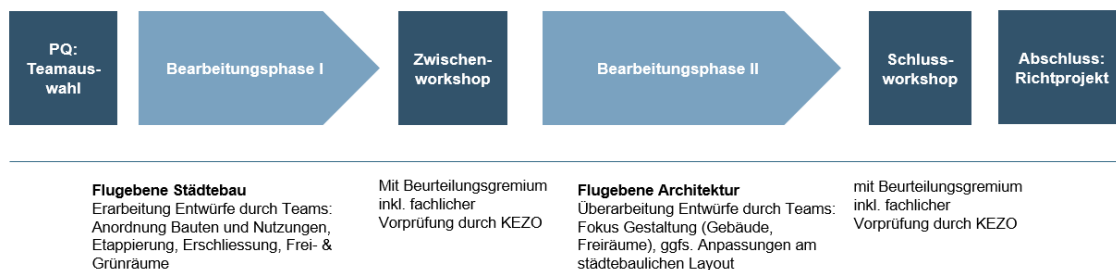 PQ:
Teamaus-
wahl
Bearbeitungsphase I
Zwischen-
workshop
Bearbeitungsphase II
Schluss-
workshop
Abschluss:
Richtprojekt
Flugebene Städtebau
Erarbeitung Entwürfe durch Teams:
Anordnung Bauten und Nutzungen,
Etappierung, Erschliessung, Frei- &
Grünräume
Mit Beurteilungsgremium
inkl. fachlicher
Vorprüfung durch KEZO
Flugebene Architektur
Überarbeitung Entwürfe durch Teams:
Fokus Gestaltung (Gebäude,
Freiräume), ggfs. Anpassungen am
städtebaulichen Layout
mit Beurteilungsgremium
inkl. fachlicher
Vorprüfung durch KEZO